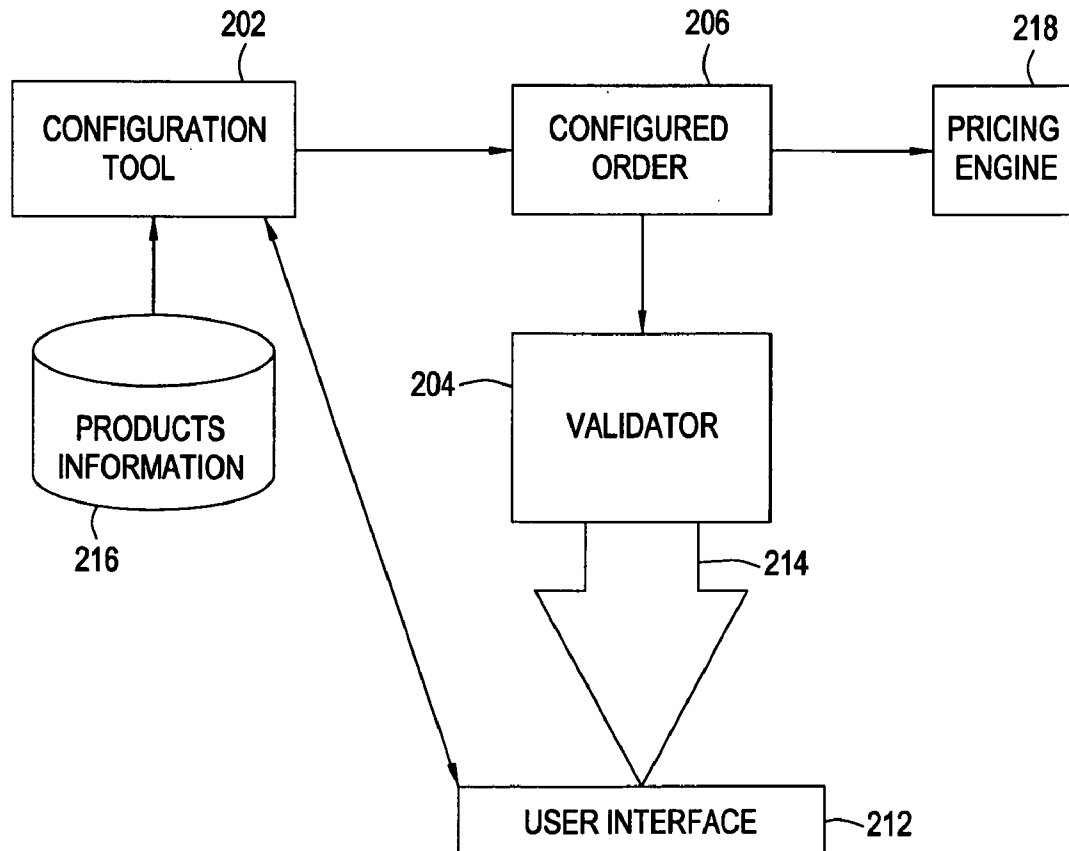 202
206
218
CONFIGURATION
TOOL
CONFIGURED
ORDER
PRICING
ENGINE
204
VALIDATOR
PRODUCTS
INFORMATION
216
214
USER INTERFACE
212